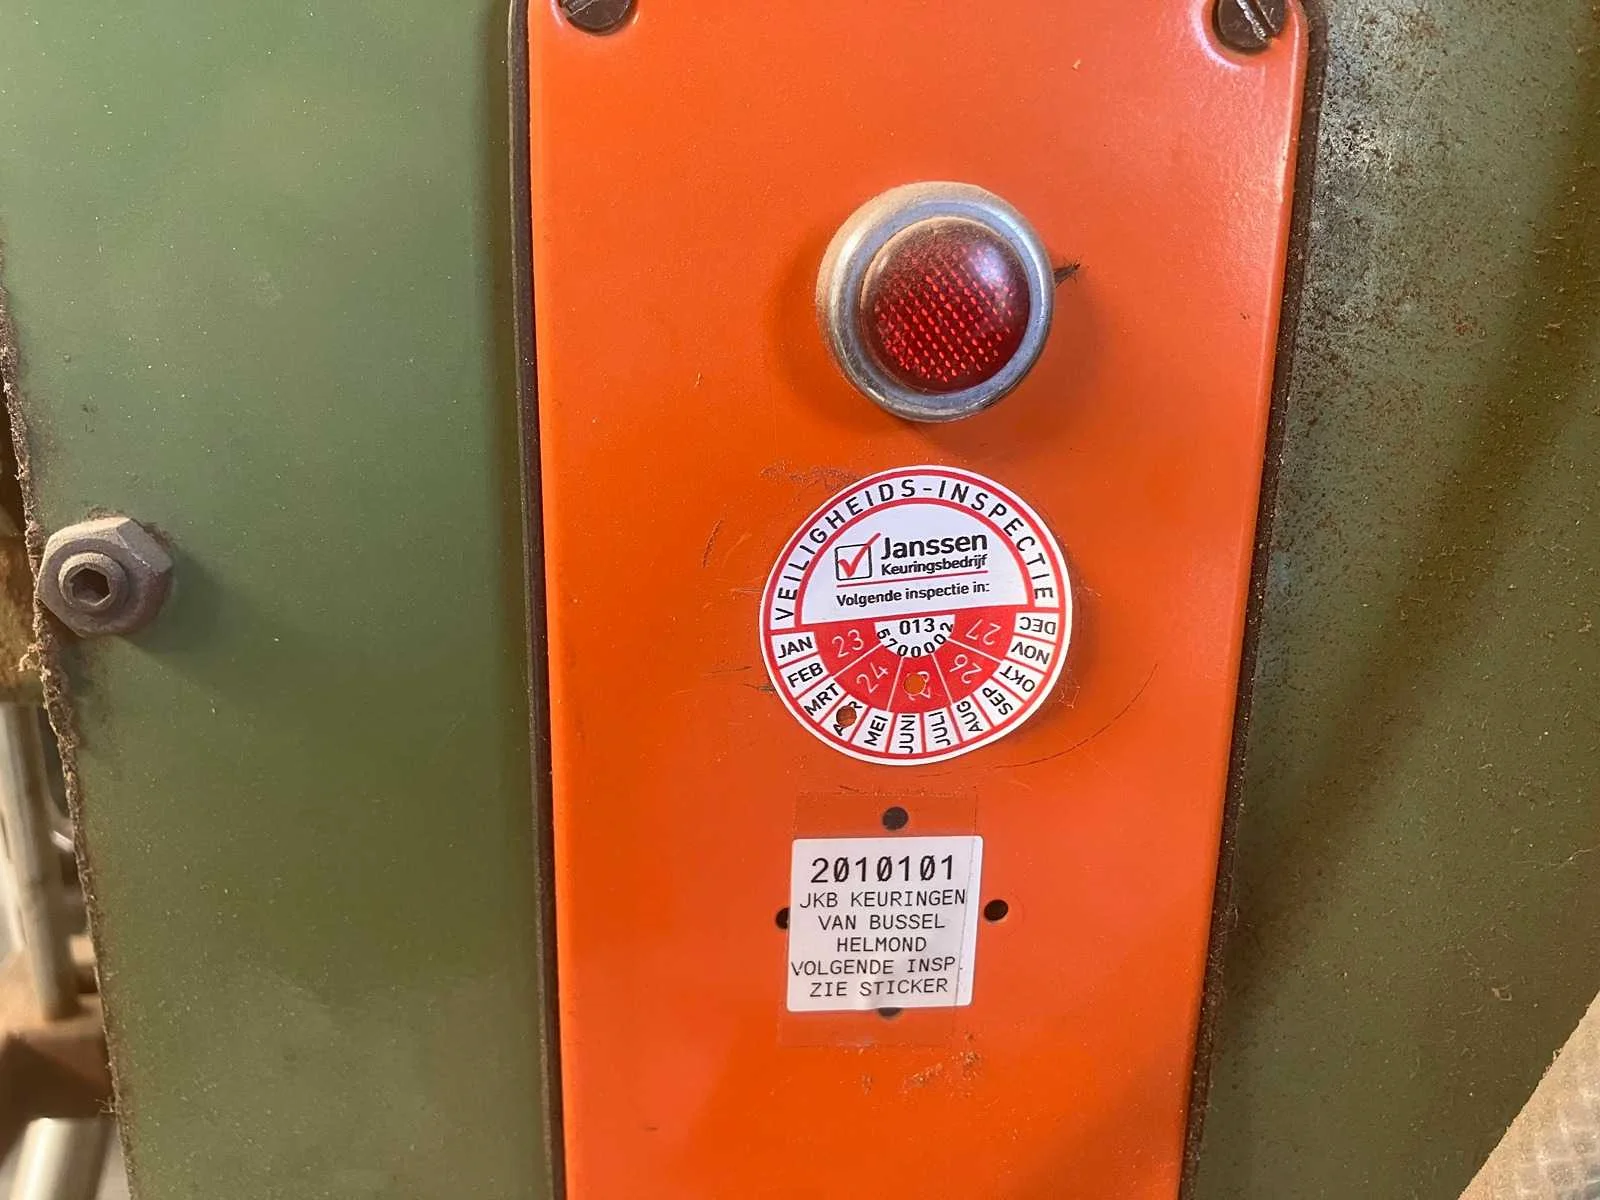 VEILIGHEIDS-INSPECTIE
Janssen
Keuringsbedrijf
Volgende inspectie in:
013
5700002
23 24 26 27
JAN FEB MRT MEI JUNI JULI AUG SEP OKT NOV DEC
2010101
JKB KEURINGEN
VAN BUSSEL
HELMOND
VOLGENDE INSP.
ZIE STICKER